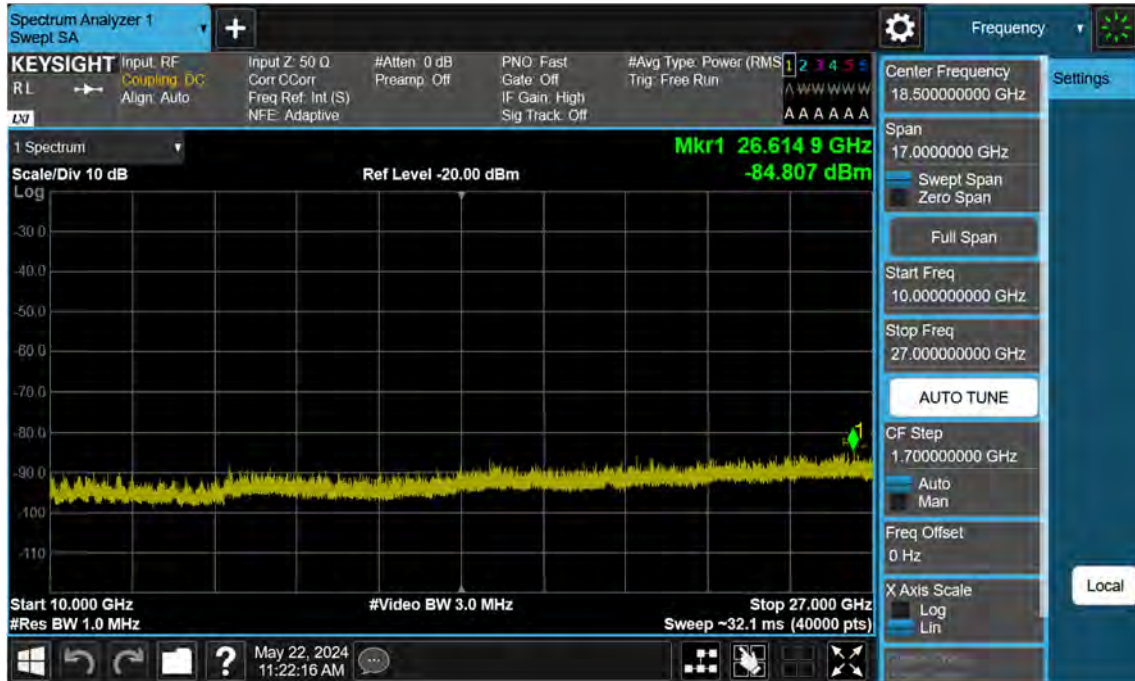 Spectrum Analyzer 1
Swept SA
Frequency
KEYSIGHT
RL
LXI
Input: RF
Coupling: DC
Align: Auto
Input Z: 50 Ω
Corr CCorr
Freq Ref: Int (S)
NFE: Adaptive
#Atten: 0 dB
Preamp: Off
PNO: Fast
Gate: Off
IF Gain: High
Sig Track: Off
#Avg Type: Power (RMS
Trig: Free Run
1 2 3 4 5 6
A W W W W W
A A A A A A
1 Spectrum
Scale/Div 10 dB
Ref Level -20.00 dBm
Mkr1 26.614 9 GHz
-84.807 dBm
Log
-30.0
-40.0
-50.0
-60.0
-70.0
-80.0
-90.0
-100
-110
1
Start 10.000 GHz
#Res BW 1.0 MHz
#Video BW 3.0 MHz
Stop 27.000 GHz
Sweep ~32.1 ms (40000 pts)
May 22, 2024
11:22:16 AM
Center Frequency
18.500000000 GHz
Span
17.0000000 GHz
Swept Span
Zero Span
Full Span
Start Freq
10.000000000 GHz
Stop Freq
27.000000000 GHz
AUTO TUNE
CF Step
1.700000000 GHz
Auto
Man
Freq Offset
0 Hz
X Axis Scale
Log
Lin
Settings
Local